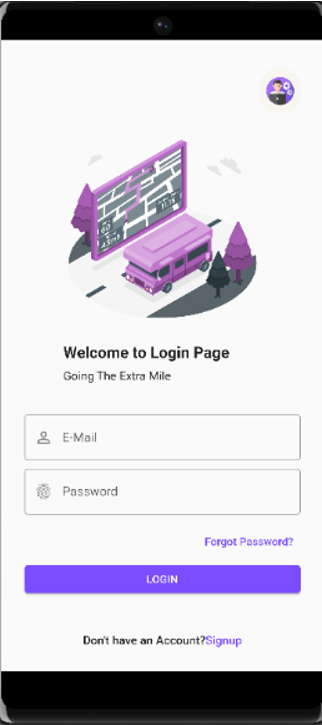 Welcome to Login Page
Going The Extra Mile
E-Mail
Password
Forgot Password?
LOGIN
Don't have an Account?Signup